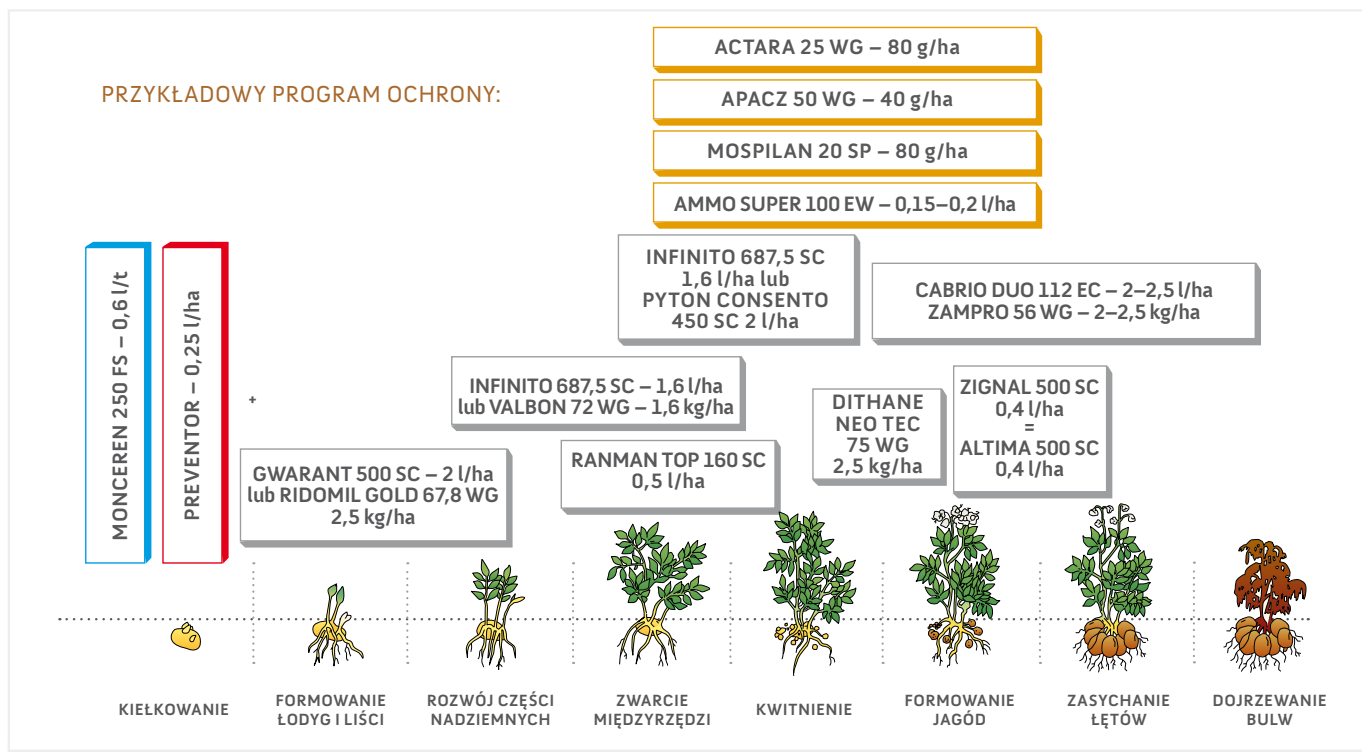 PRZYKŁADOWY PROGRAM OCHRONY:
ACTARA 25 WG – 80 g/ha
APACZ 50 WG – 40 g/ha
MOSPILAN 20 SP – 80 g/ha
AMMO SUPER 100 EW – 0,15–0,2 l/ha
MONCEREN 250 FS – 0,6 l/t
PREVENTOR – 0,25 l/ha
+
GWARANT 500 SC – 2 l/ha
lub RIDOMIL GOLD 67,8 WG
2,5 kg/ha
INFINITO 687,5 SC – 1,6 l/ha
lub VALBON 72 WG – 1,6 kg/ha
RANMAN TOP 160 SC
0,5 l/ha
INFINITO 687,5 SC
1,6 l/ha lub
PYTON CONSENTO
450 SC 2 l/ha
DITHANE
NEO TEC
75 WG
2,5 kg/ha
CABRIO DUO 112 EC – 2–2,5 l/ha
ZAMPRO 56 WG – 2–2,5 kg/ha
ZIGNAL 500 SC
0,4 l/ha
=
ALTIMA 500 SC
0,4 l/ha
KIEŁKOWANIE
FORMOWANIE
ŁODYG I LIŚCI
ROZWÓJ CZĘŚCI
NADZIEMNYCH
ZWARCIE
MIĘDZYRZĘDZI
KWITNIENIE
FORMOWANIE
JAGÓD
ZASYCHANIE
ŁĘTÓW
DOJRZEWANIE
BULW